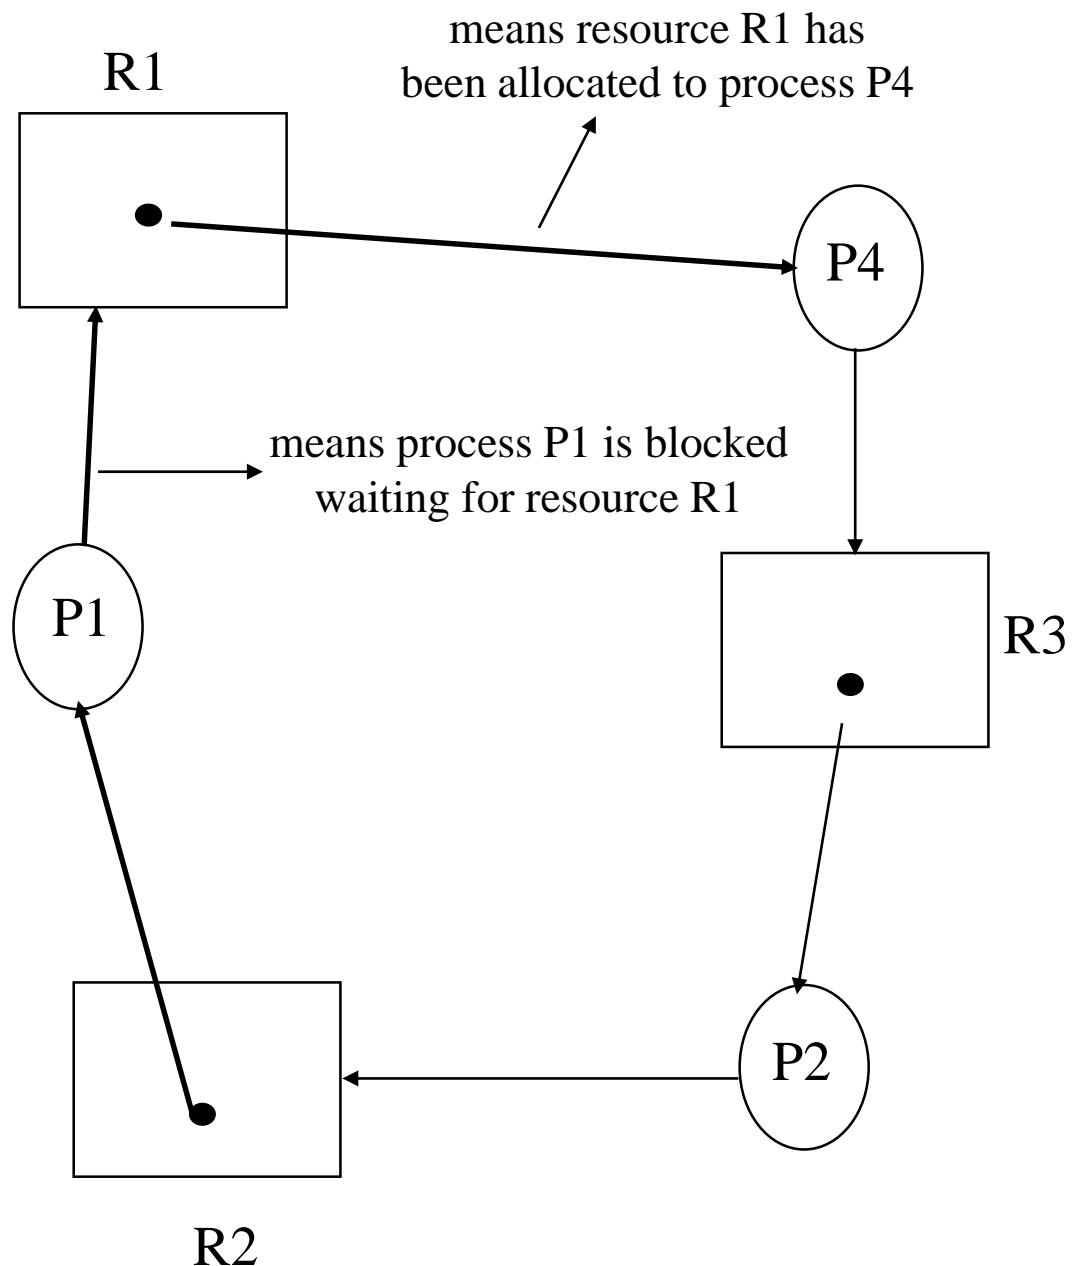 means resource R1 has
been allocated to process P4
R1
P4
means process P1 is blocked
waiting for resource R1
P1
R3
P2
R2